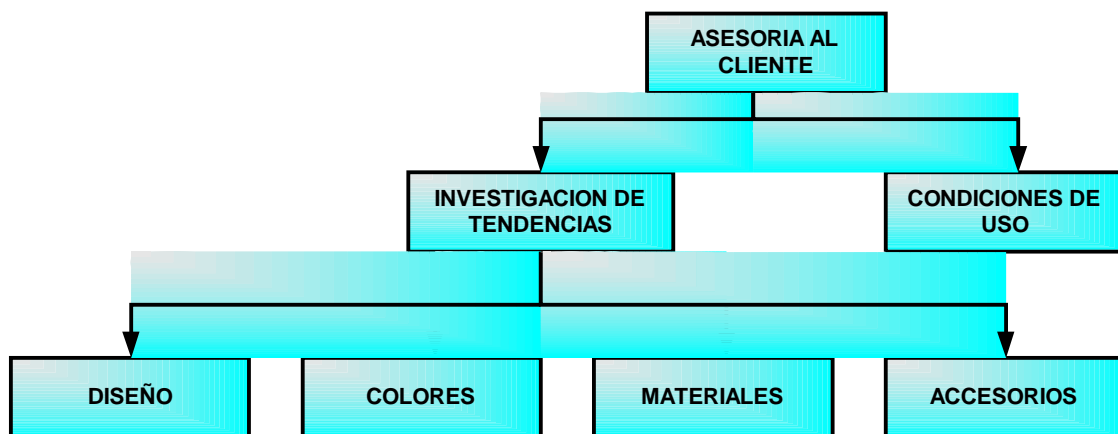 ASESORIA AL
CLIENTE
INVESTIGACION DE
TENDENCIAS
CONDICIONES DE
USO
DISEÑO
COLORES
MATERIALES
ACCESORIOS